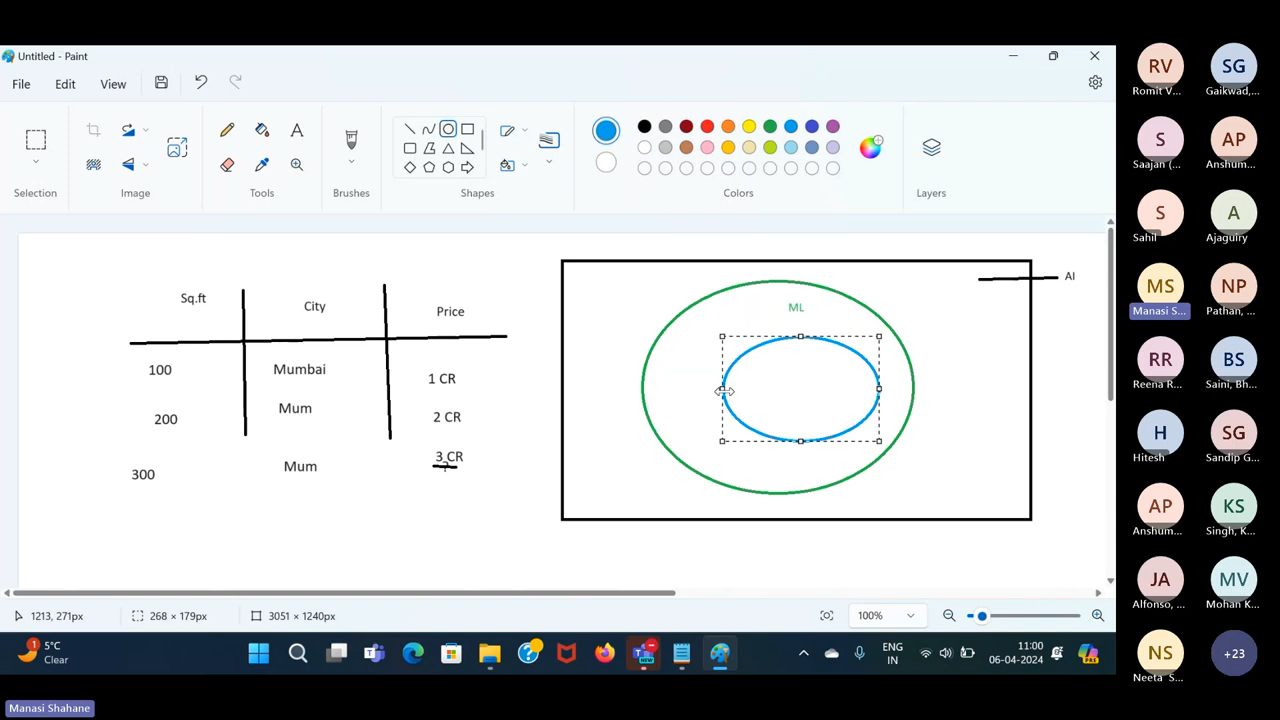 Untitled - Paint
File Edit View
Selection Image Tools Brushes Shapes Colors Layers
Sq.ft City Price
100 Mumbai 1 CR
200 Mum 2 CR
300 Mum 3 CR
ML
AI
1213, 271px 268 × 179px 3051 × 1240px 100%
1 5°C
Clear
NEW
ENG
IN
11:00
06-04-2024
PRE
Manasi Shahane
RV SG
Romit V... Gaikwad,...
S AP
Saajan (... Anshum...
S A
Sahil Ajaguiry
MS NP
Manasi S... Pathan, ...
RR BS
Reena R... Saini, Bh...
H SG
Hitesh Sandip G...
AP KS
Anshum... Singh, K...
JA MV
Alfonso, ... Mohan K...
NS +23
Neeta S...